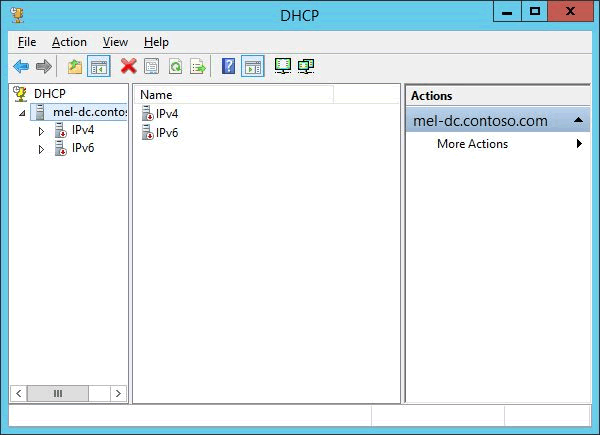 DHCP
File Action View Help
DHCP
mel-dc.contos
IPv4
IPv6
Name
IPv4
IPv6
Actions
mel-dc.contoso.com
More Actions